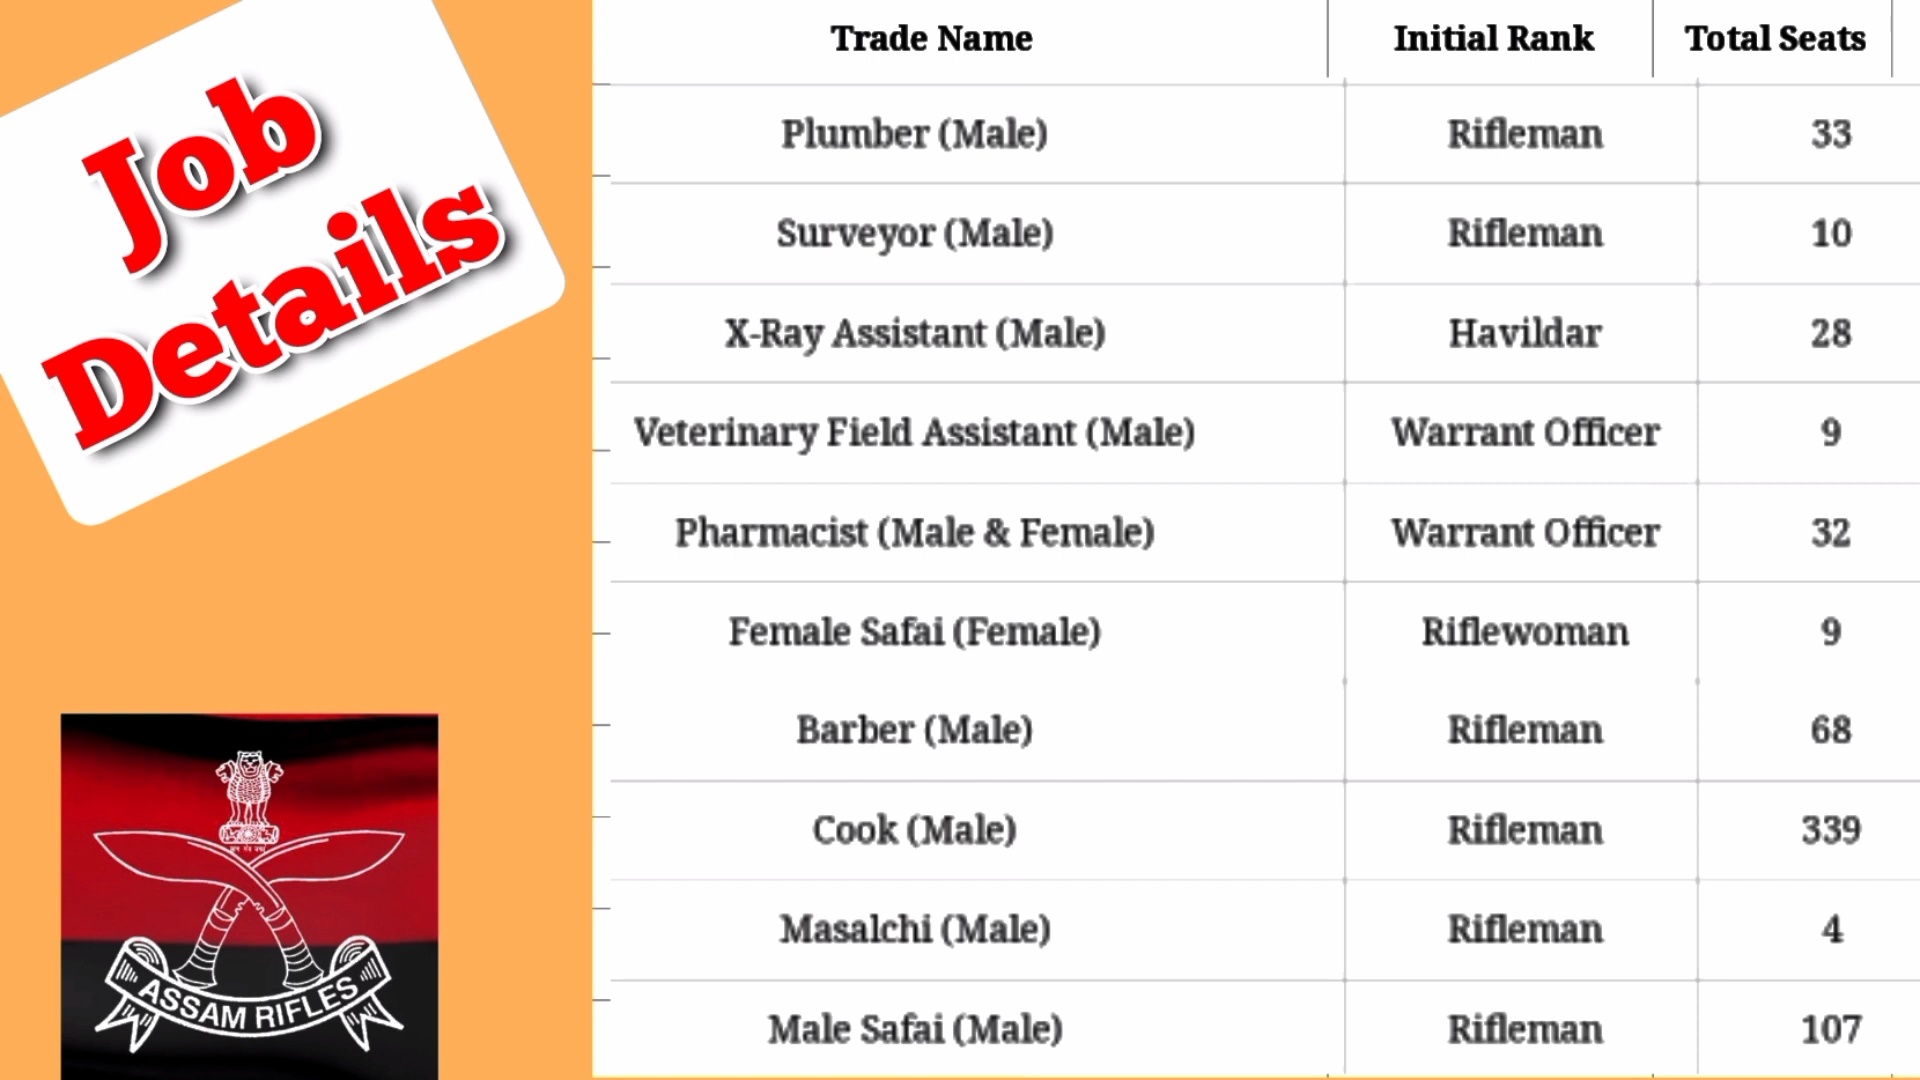 Job
Details
Trade Name Initial Rank Total Seats
Plumber (Male) Rifleman 33
Surveyor (Male) Rifleman 10
X-Ray Assistant (Male) Havildar 28
Veterinary Field Assistant (Male) Warrant Officer 9
Pharmacist (Male & Female) Warrant Officer 32
Female Safai (Female) Riflewoman 9
Barber (Male) Rifleman 68
Cook (Male) Rifleman 339
Masalchi (Male) Rifleman 4
Male Safai (Male) Rifleman 107
ASSAM RIFLES